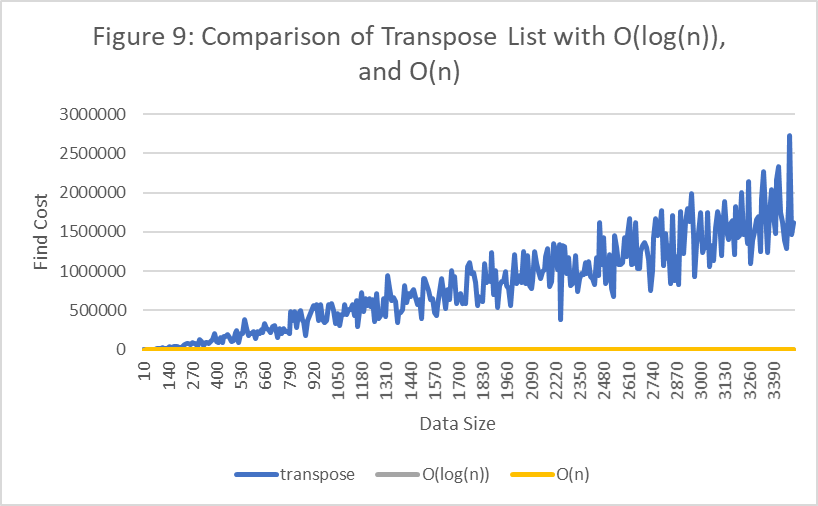 Figure 9: Comparison of Transpose List with O(log(n)),
and O(n)
3000000
2500000
2000000
1500000
1000000
500000
0
Find Cost
10 140 270 400 530 660 790 920 1050 1180 1310 1440 1570 1700 1830 1960 2090 2220 2350 2480 2610 2740 2870 3000 3130 3260 3390
Data Size
transpose O(log(n)) O(n)